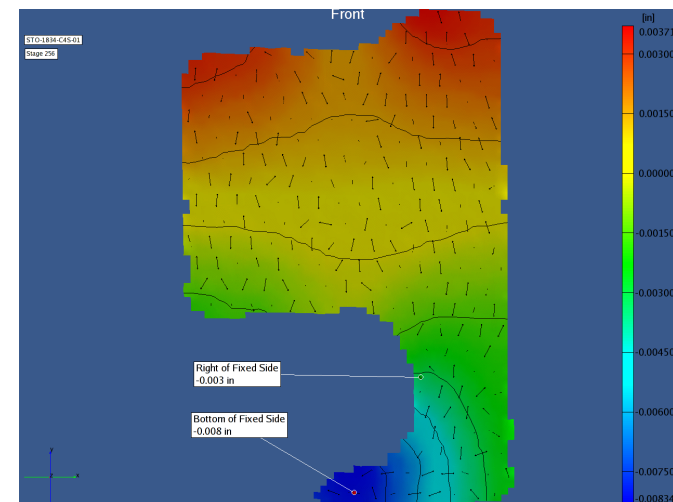 Front
[in]
STO-1834-C4S-01
Stage 256
0.00371
0.00300
0.00150
0.00000
-0.00150
-0.00300
-0.00450
-0.00600
-0.00750
-0.00834
Right of Fixed Side
-0.003 in
Bottom of Fixed Side
-0.008 in
y
x